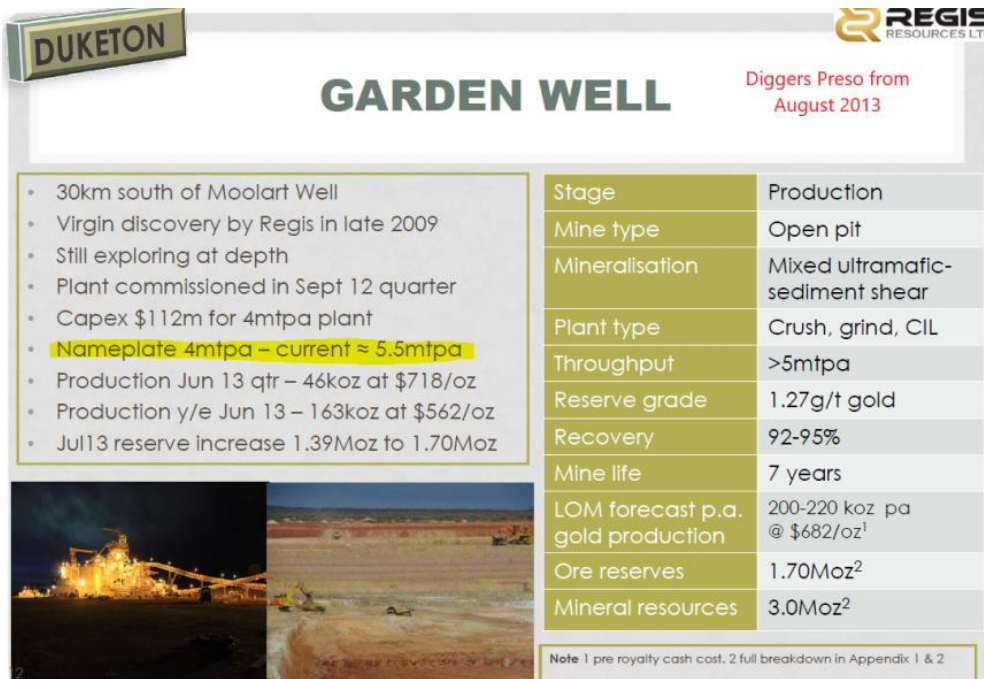 DUKETON
REGIS
RESOURCES LT
GARDEN WELL
Diggers Preso from
August 2013
• 30km south of Moolart Well
• Virgin discovery by Regis in late 2009
• Still exploring at depth
• Plant commissioned in Sept 12 quarter
• Capex $112m for 4mtpa plant
• Nameplate 4mtpa – current ≈ 5.5mtpa
• Production Jun 13 qtr – 46koz at $718/oz
• Production y/e Jun 13 – 163koz at $562/oz
• Jul13 reserve increase 1.39Moz to 1.70Moz
Stage Production
Mine type Open pit
Mineralisation Mixed ultramafic-
sediment shear
Plant type Crush, grind, CIL
Throughput >5mtpa
Reserve grade 1.27g/t gold
Recovery 92-95%
Mine life 7 years
LOM forecast p.a. 200-220 koz pa
gold production @ $682/oz¹
Ore reserves 1.70Moz²
Mineral resources 3.0Moz²
Note 1 pre royalty cash cost. 2 full breakdown in Appendix 1 & 2
12